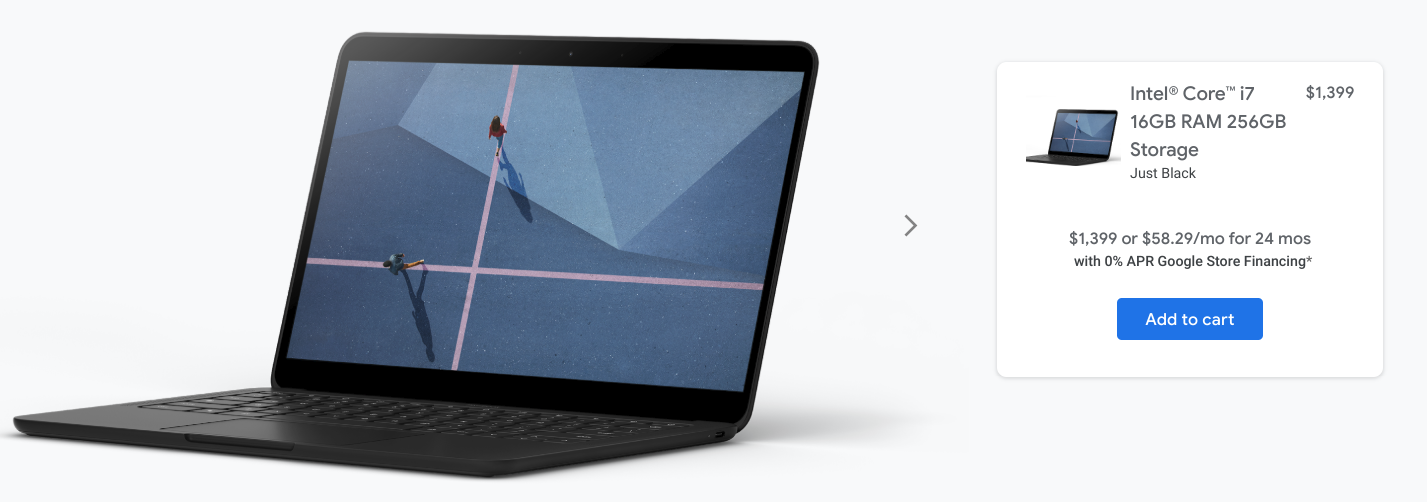 Intel® Core™ i7
$1,399
16GB RAM 256GB
Storage
Just Black
$1,399 or $58.29/mo for 24 mos
with 0% APR Google Store Financing*
Add to cart